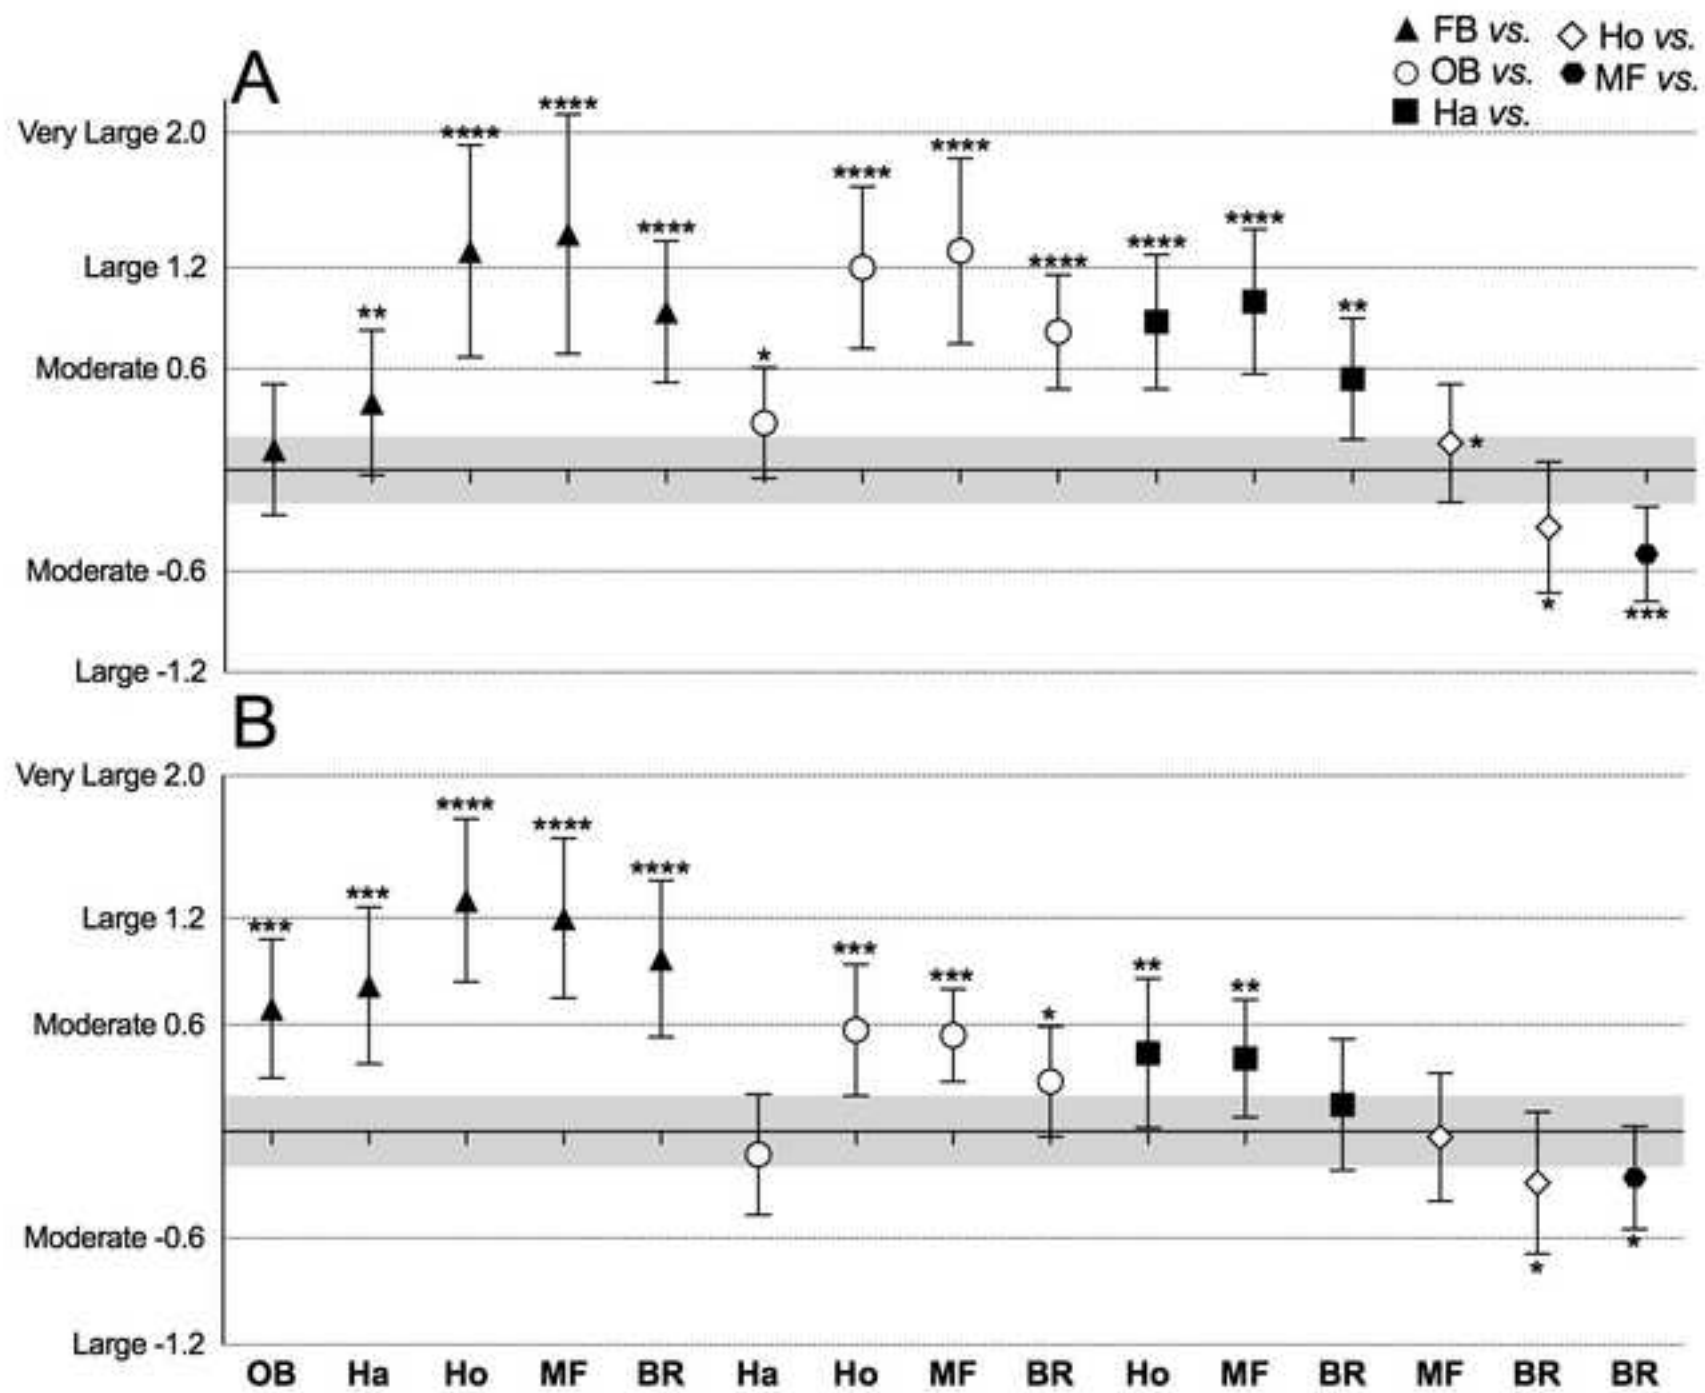 A
FB vs. Ho vs.
OB vs. MF vs.
Ha vs.
Very Large 2.0
Large 1.2
Moderate 0.6
Moderate -0.6
Large -1.2
** **** **** **** * **** **** **** **** **** ** * * ***
B
Very Large 2.0
Large 1.2
Moderate 0.6
Moderate -0.6
Large -1.2
*** *** **** **** **** *** *** * ** ** * *
OB Ha Ho MF BR Ha Ho MF BR Ho MF BR MF BR BR